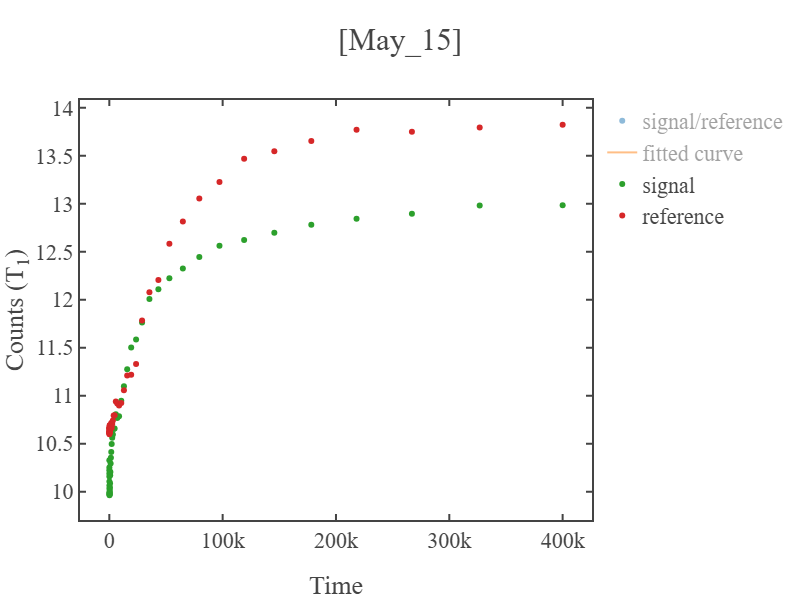 [May_15]
signal/reference
fitted curve
signal
reference
Counts (T1)
14
13.5
13
12.5
12
11.5
11
10.5
10
0 100k 200k 300k 400k
Time